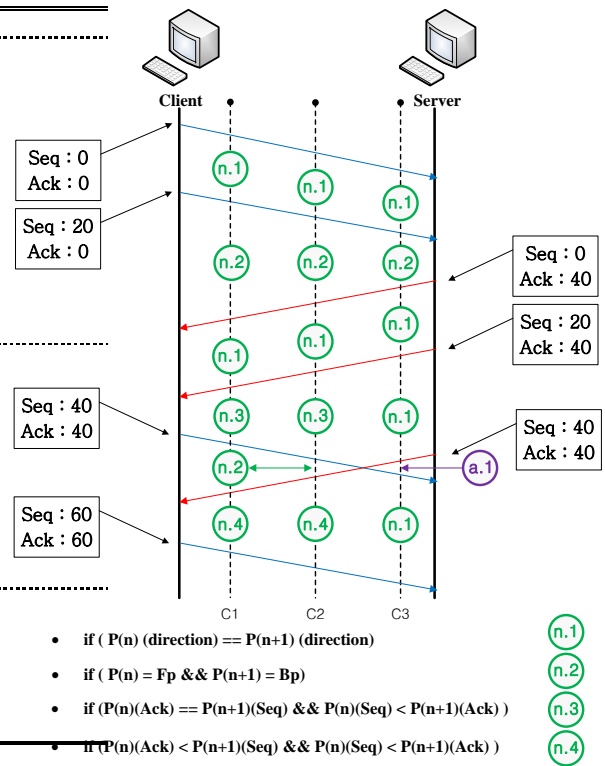 Client Server
Seq : 0
Ack : 0
n.1 n.1 n.1
Seq : 20
Ack : 0
n.2 n.2 n.2
Seq : 0
Ack : 40
n.1 n.1
Seq : 20
Ack : 40
Seq : 40
Ack : 40
n.3 n.3 n.1
Seq : 40
Ack : 40
n.2 a.1
Seq : 60
Ack : 60
n.4 n.4 n.1
C1 C2 C3
• if ( P(n) (direction) == P(n+1) (direction) n.1
• if ( P(n) = Fp && P(n+1) = Bp) n.2
• if (P(n)(Ack) == P(n+1)(Seq) && P(n)(Seq) < P(n+1)(Ack) ) n.3
• if (P(n)(Ack) < P(n+1)(Seq) && P(n)(Seq) < P(n+1)(Ack) ) n.4